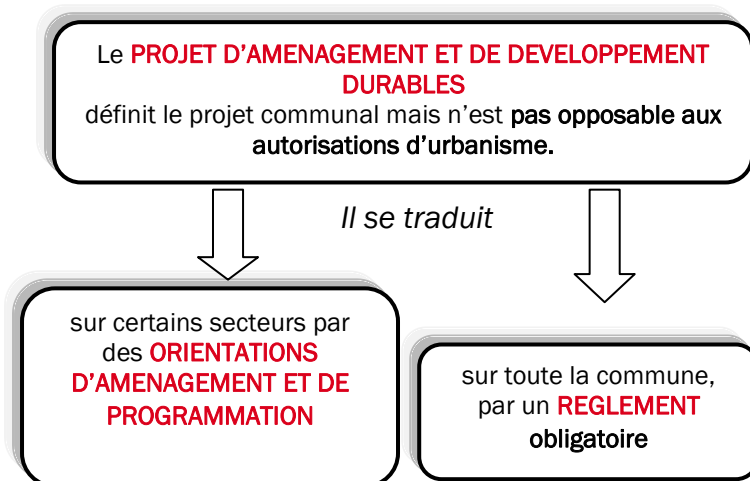 Le PROJET D’AMENAGEMENT ET DE DEVELOPPEMENT
DURABLES
définit le projet communal mais n’est pas opposable aux
autorisations d’urbanisme.
Il se traduit
sur certains secteurs par
des ORIENTATIONS
D’AMENAGEMENT ET DE
PROGRAMMATION
sur toute la commune,
par un REGLEMENT
obligatoire